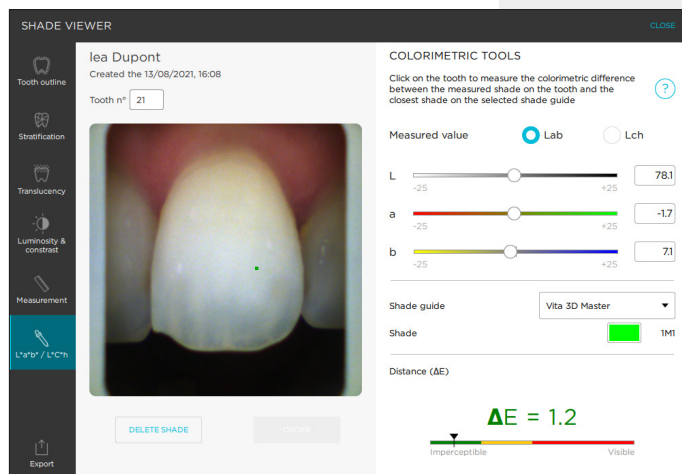 SHADE VIEWER
CLOSE
Tooth outline
Stratification
Translucency
Luminosity &
constrast
Measurement
L*a*b* / L*C*h
Export
lea Dupont
Created the 13/08/2021, 16:08
Tooth n° 21
DELETE SHADE
ORDER
COLORIMETRIC TOOLS
Click on the tooth to measure the colorimetric difference
between the measured shade on the tooth and the
closest shade on the selected shade guide
?
Measured value Lab Lch
L 78.1
-25 +25
a -1.7
-25 +25
b 7.1
-25 +25
Shade guide Vita 3D Master
Shade 1M1
Distance (ΔE)
ΔE = 1.2
Imperceptible Visible